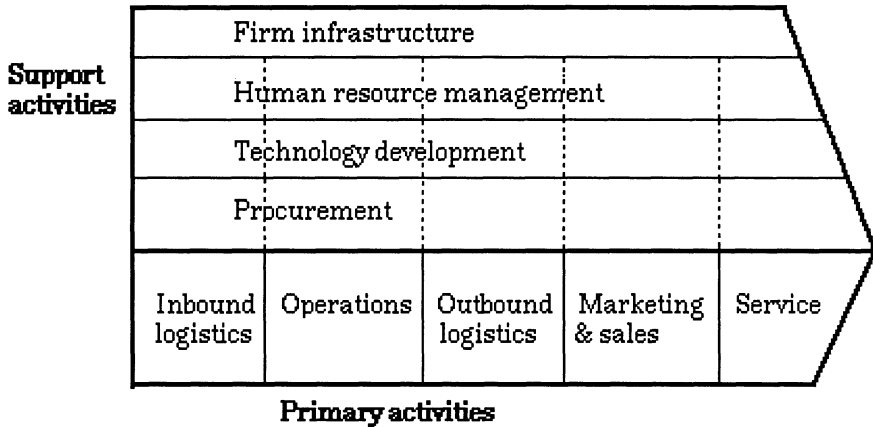 Firm infrastructure
Support
activities
Human resource management
Technology development
Procurement
Inbound
logistics
Operations
Outbound
logistics
Marketing
& sales
Service
Primary activities